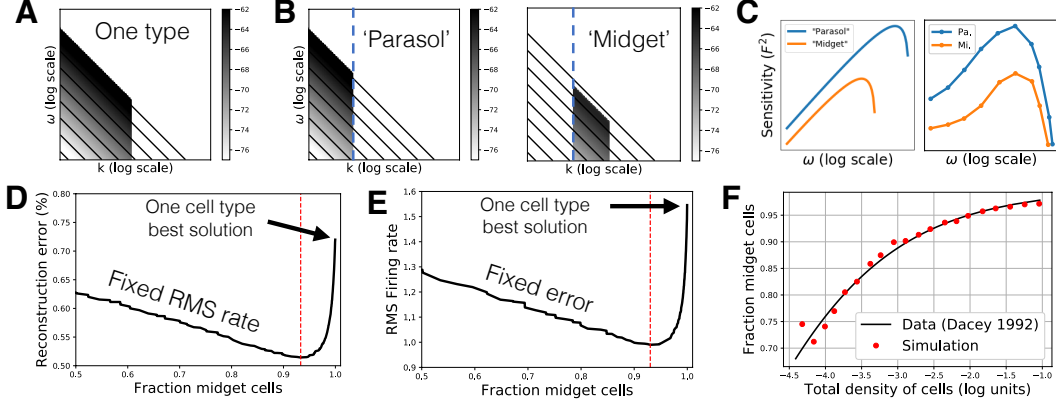 A
One type
ω (log scale)
k (log scale)
−62
−64
−66
−68
−70
−72
−74
−76
B
'Parasol'
k (log scale)
−62
−64
−66
−68
−70
−72
−74
−76
'Midget'
k (log scale)
−62
−64
−66
−68
−70
−72
−74
−76
C
Sensitivity (F²)
"Parasol"
"Midget"
ω (log scale)
Pa.
Mi.
ω (log scale)
D
Reconstruction error (%)
0.80
0.75
0.70
0.65
0.60
0.55
0.50
One cell type
best solution
Fixed RMS rate
0.5 0.6 0.7 0.8 0.9 1.0
Fraction midget cells
E
RMS Firing rate
1.6
1.5
1.4
1.3
1.2
1.1
1.0
0.9
One cell type
best solution
Fixed error
0.5 0.6 0.7 0.8 0.9 1.0
Fraction midget cells
F
Fraction midget cells
0.95
0.90
0.85
0.80
0.75
0.70
Data (Dacey 1992)
Simulation
−4.5 −4.0 −3.5 −3.0 −2.5 −2.0 −1.5 −1.0
Total density of cells (log units)